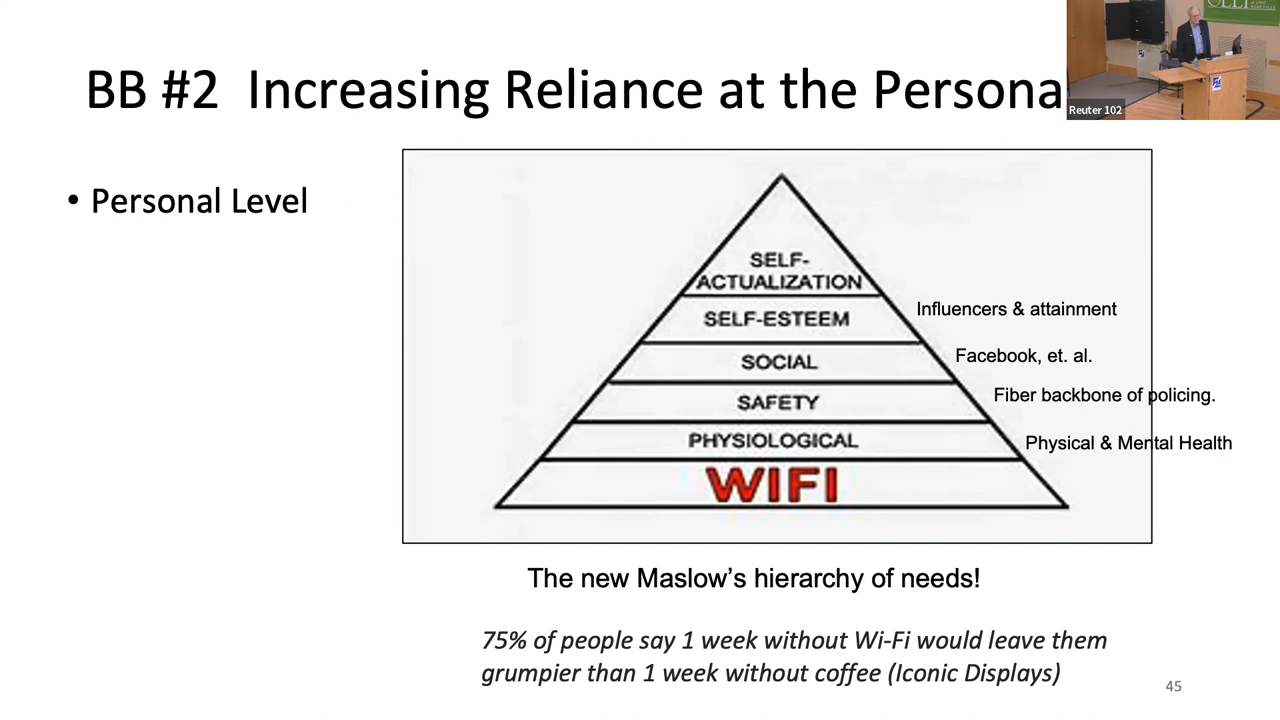 BB #2 Increasing Reliance at the Persona
Reuter 102
• Personal Level
SELF-
ACTUALIZATION
SELF-ESTEEM
SOCIAL
SAFETY
PHYSIOLOGICAL
WIFI
Influencers & attainment
Facebook, et. al.
Fiber backbone of policing.
Physical & Mental Health
The new Maslow’s hierarchy of needs!
75% of people say 1 week without Wi-Fi would leave them
grumpier than 1 week without coffee (Iconic Displays)
45